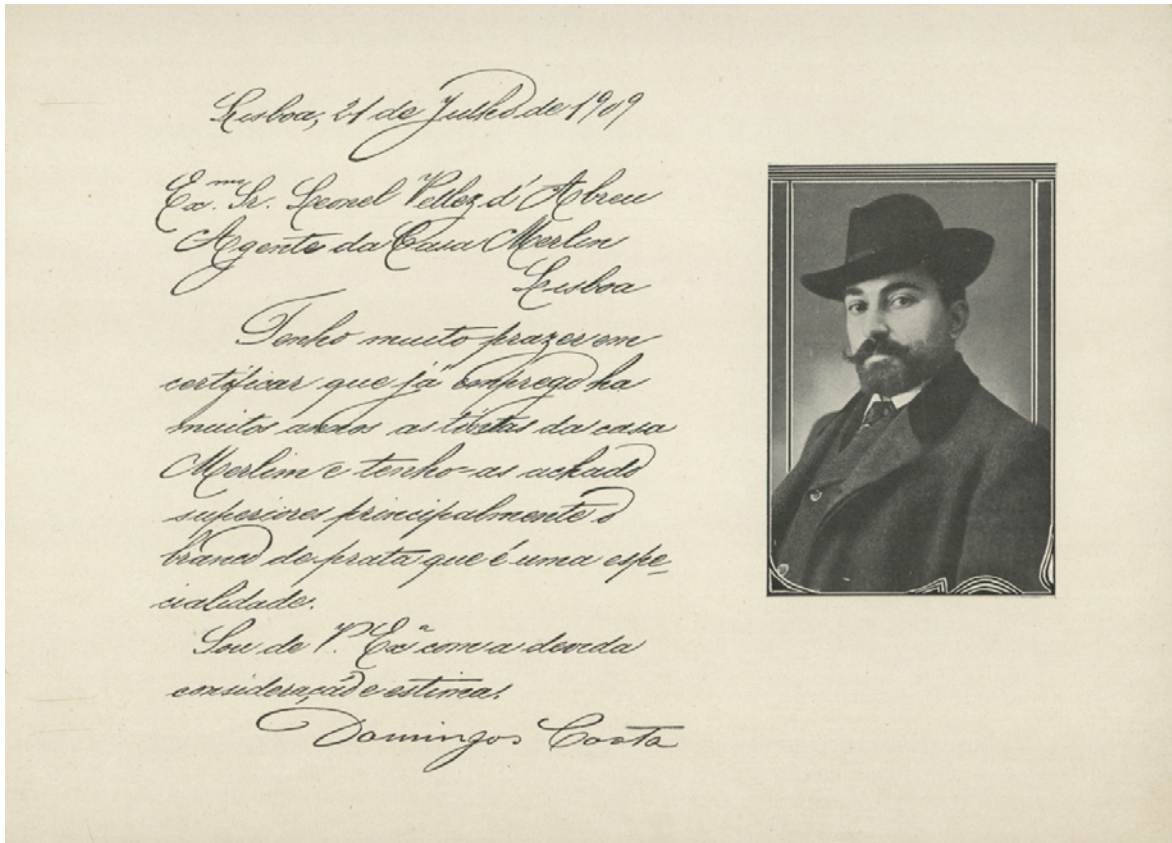 Lisboa, 21 de Julho de 1909
Ex.mo Sr. Leonel Vellez d'Abreu
Agente da Casa Merlin
Lisboa
Tenho muito prazer em
certificar que já emprego ha
muitos annos as tintas da casa
Merlim e tenho-as achado
superiores principalmente o
branco de prata que é uma espe-
cialidade.
Sou de V. Exª com a devida
consideração e estima.
Domingos Costa